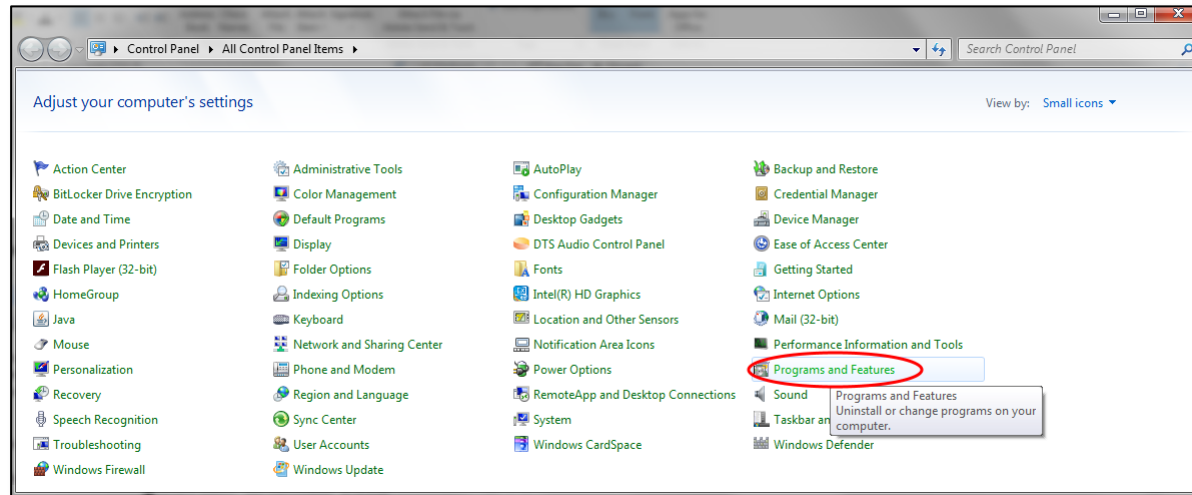 Control Panel ▸ All Control Panel Items ▸
Search Control Panel
Adjust your computer's settings
View by: Small icons
Action Center
Administrative Tools
AutoPlay
Backup and Restore
BitLocker Drive Encryption
Color Management
Configuration Manager
Credential Manager
Date and Time
Default Programs
Desktop Gadgets
Device Manager
Devices and Printers
Display
DTS Audio Control Panel
Ease of Access Center
Flash Player (32-bit)
Folder Options
Fonts
Getting Started
HomeGroup
Indexing Options
Intel(R) HD Graphics
Internet Options
Java
Keyboard
Location and Other Sensors
Mail (32-bit)
Mouse
Network and Sharing Center
Notification Area Icons
Performance Information and Tools
Personalization
Phone and Modem
Power Options
Programs and Features
Recovery
Region and Language
RemoteApp and Desktop Connections
Sound
Programs and Features
Uninstall or change programs on your
computer.
Speech Recognition
Sync Center
System
Taskbar an
Troubleshooting
User Accounts
Windows CardSpace
Windows Defender
Windows Firewall
Windows Update